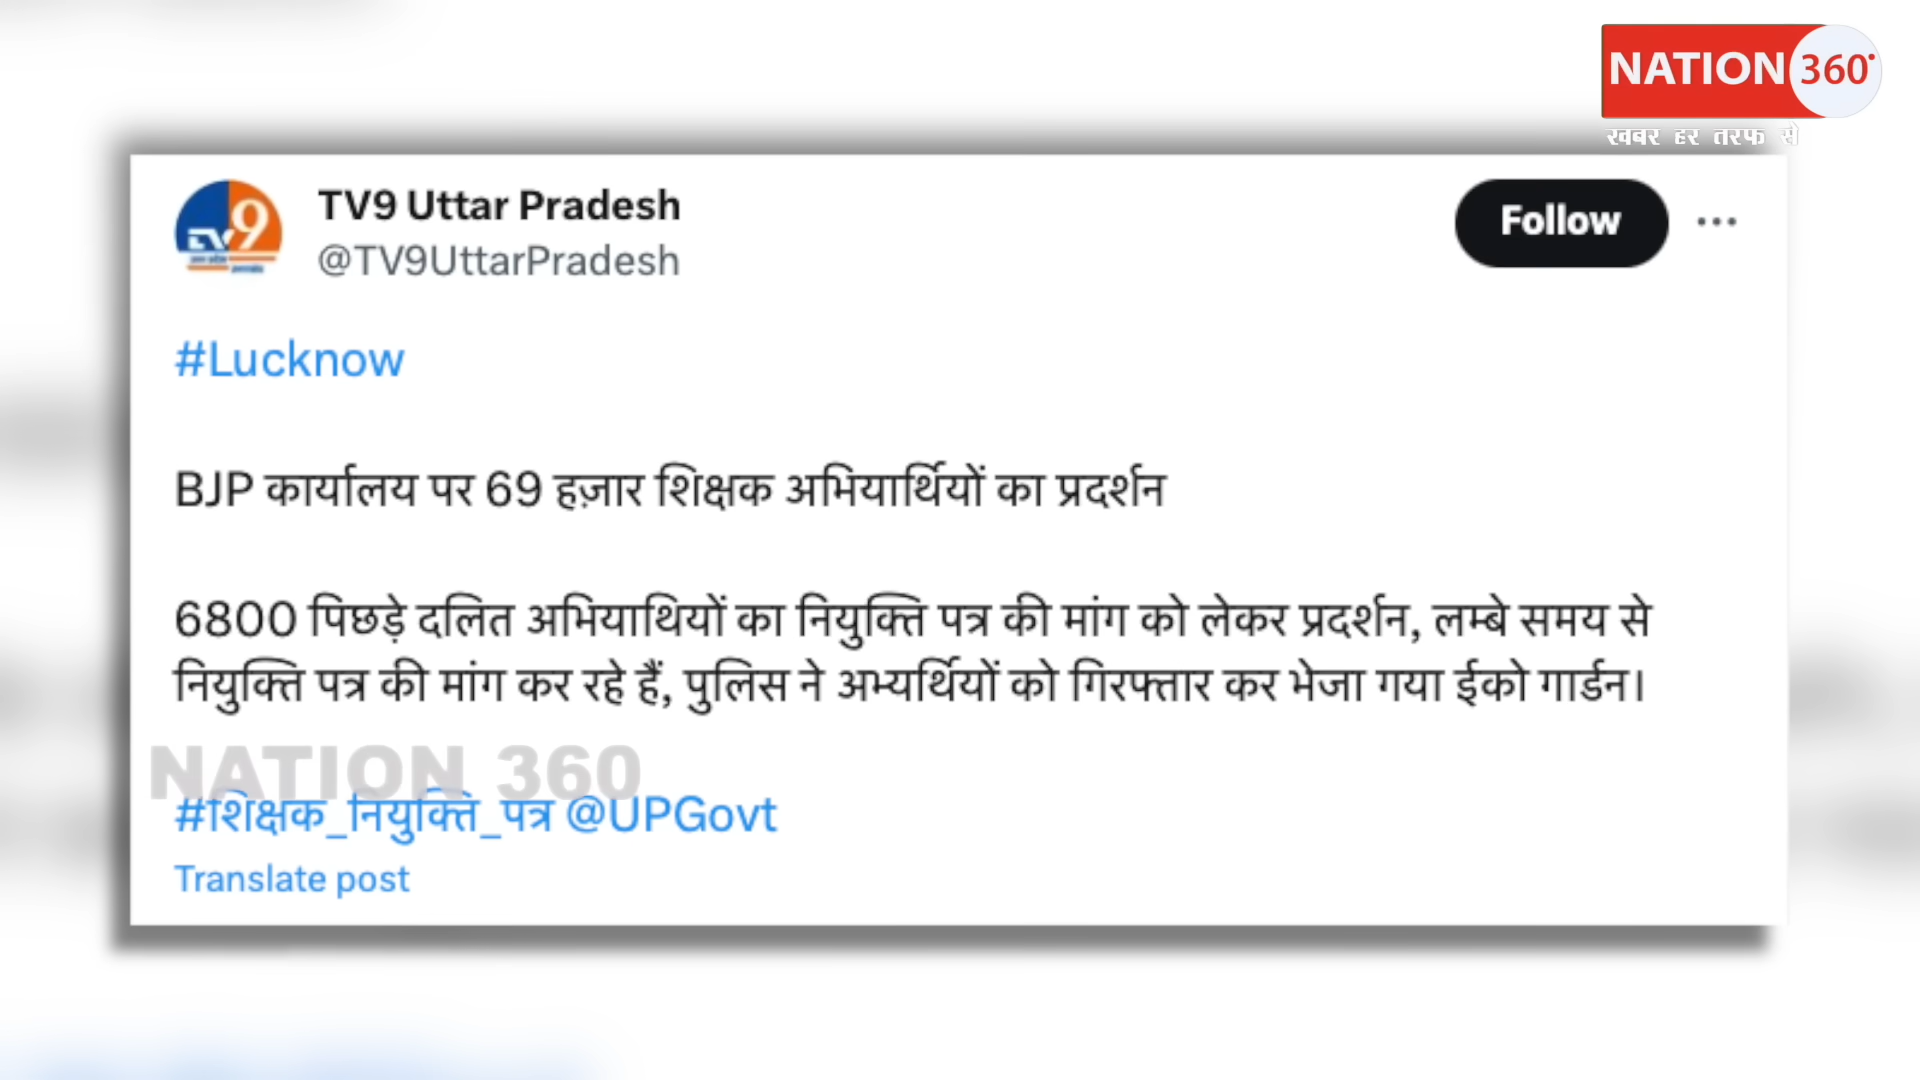 NATION 360°
खबर हर तरफ से
TV9 Uttar Pradesh
@TV9UttarPradesh
Follow
#Lucknow
BJP कार्यालय पर 69 हज़ार शिक्षक अभियार्थियों का प्रदर्शन
6800 पिछड़े दलित अभियाथियों का नियुक्ति पत्र की मांग को लेकर प्रदर्शन, लम्बे समय से
नियुक्ति पत्र की मांग कर रहे हैं, पुलिस ने अभ्यर्थियों को गिरफ्तार कर भेजा गया ईको गार्डन।
NATION 360
#शिक्षक_नियुक्ति_पत्र @UPGovt
Translate post